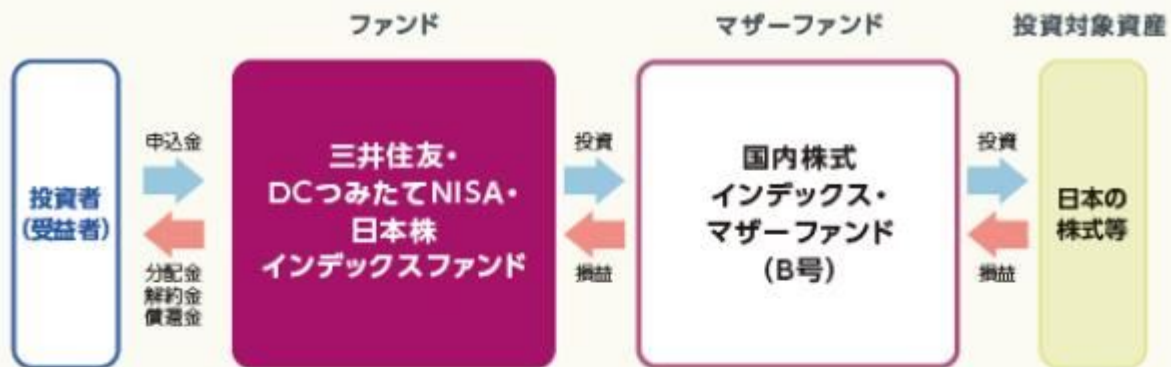 ファンド
マザーファンド
投資対象資産
投資者
(受益者)
申込金
分配金
解約金
償還金
三井住友・
DCつみたてNISA・
日本株
インデックスファンド
投資
損益
国内株式
インデックス・
マザーファンド
(B号)
投資
損益
日本の
株式等